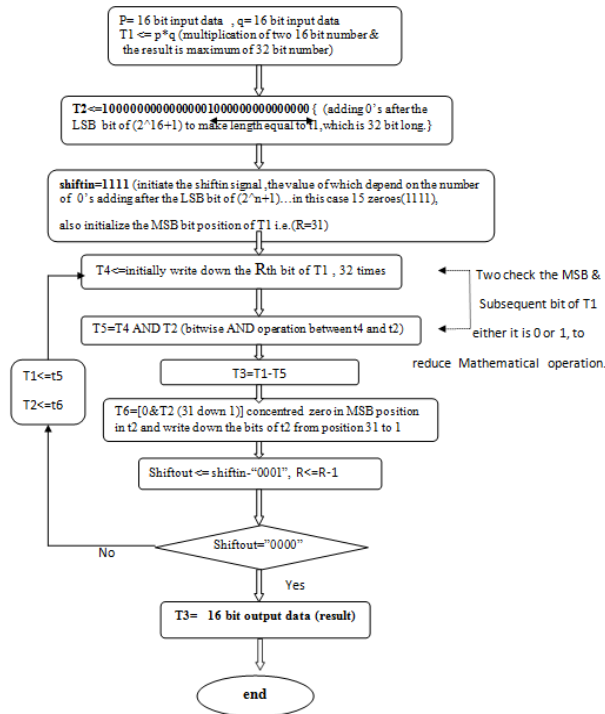 P= 16 bit input data , q= 16 bit input data
T1 <= p*q (multipication of two 16 bit number &
the result is maximum of 32 bit number)
T2<=10000000000000001000000000000000 { (adding 0's after the
LSB bit of (2^16+1) to make length equal to t1,which is 32 bit long.}
shiftin=1111 (initiate the shiftin signal ,the value of which depend on the number
of 0's adding after the LSB bit of (2^n+1)...in this case 15 zeroes(1111),
also initialize the MSB bit position of T1 i.e.(R=31)
T4<=initially write down the Rth bit of T1 , 32 times
Two check the MSB &
Subsequent bit of T1
either it is 0 or 1, to
reduce Mathematical operation.
T5=T4 AND T2 (bitwise AND operation between t4 and t2)
T1<=t5
T2<=t6
T3=T1-T5
T6=[0&T2 (31 down 1)] concentred zero in MSB position
in t2 and write down the bits of t2 from position 31 to 1
Shiftout <= shiftin-"0001", R<=R-1
Shiftout="0000"
No
Yes
T3= 16 bit output data (result)
end